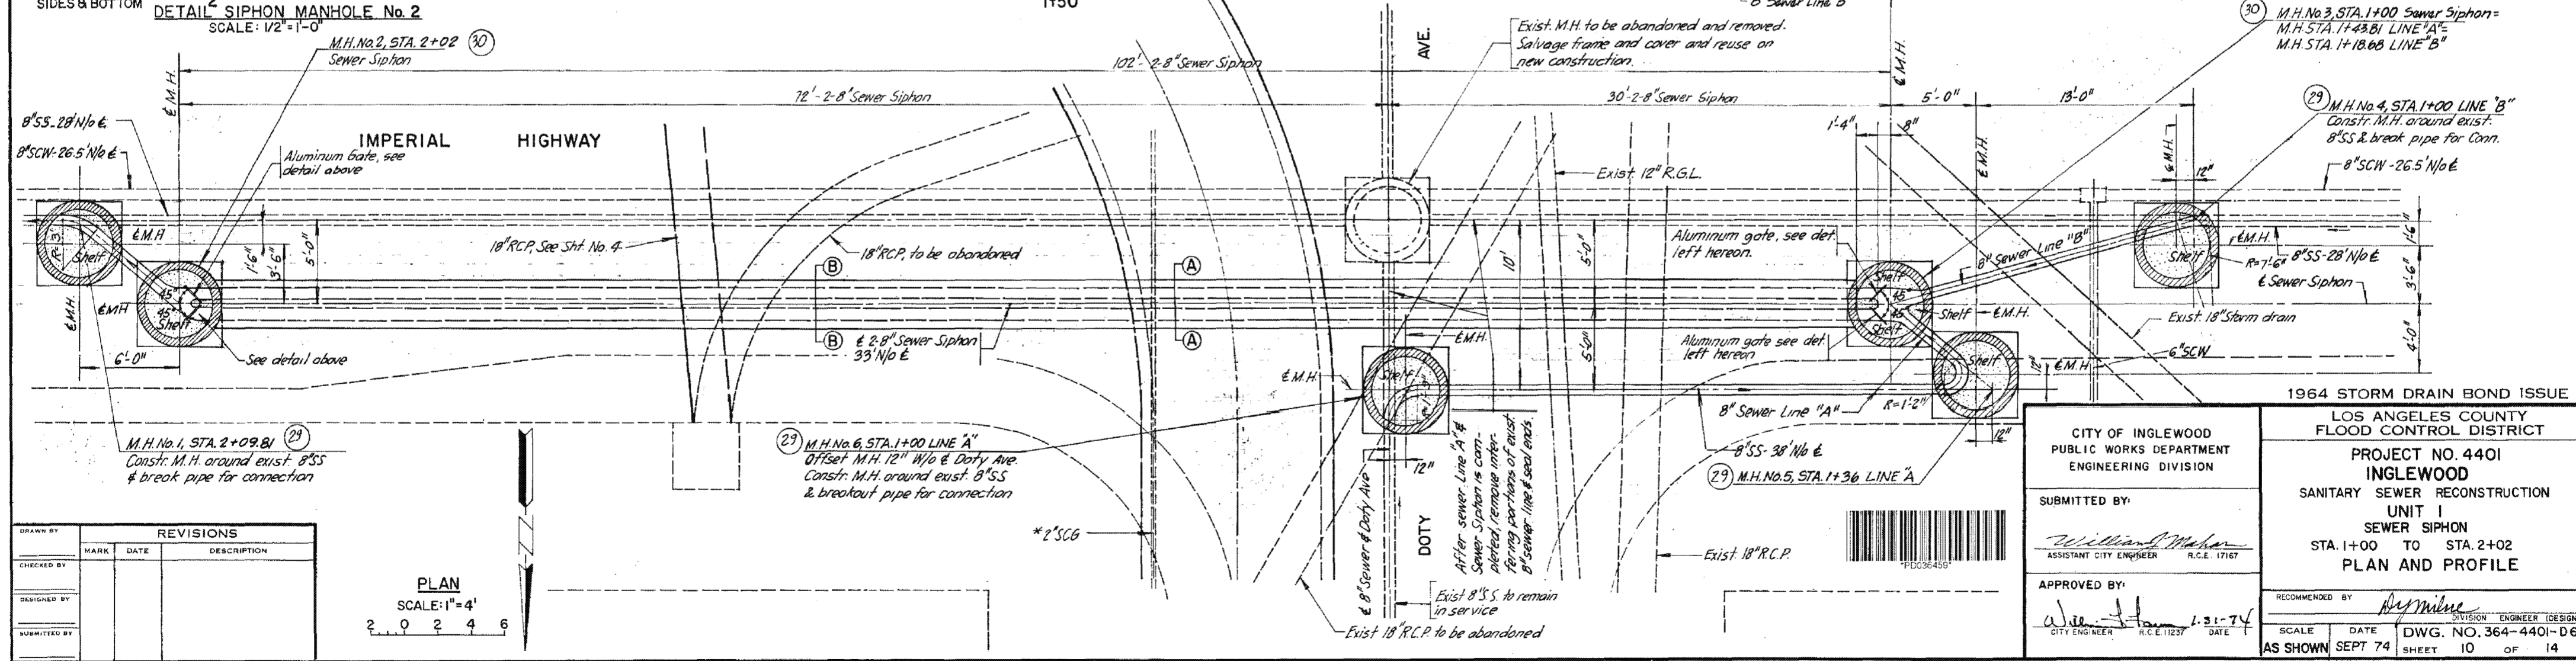 SIDES & BOTTOM
DETAIL SIPHON MANHOLE No. 2
SCALE: 1/2"=1'-0"
1+50
8" Sewer Line B
M.H.No.2, STA. 2+02 (30)
Sewer Siphon
℄ M.H.
102'-2-8" Sewer Siphon
72'-2-8" Sewer Siphon
30'-2-8" Sewer Siphon
5'-0"
13'-0"
AVE.
Exist. M.H. to be abandoned and removed.
Salvage frame and cover and reuse on
new construction.
℄ M.H.
(30) M.H.No.3, STA.1+00 Sewer Siphon=
M.H.STA.1+43.81 LINE "A"=
M.H.STA.1+18.68 LINE "B"
(29) M.H.No.4, STA.1+00 LINE "B"
Constr. M.H. around exist.
8"SS & break pipe for Conn.
8"SCW-26.5'N/o ℄
8"SS-28'N/o ℄
8"SCW-26.5'N/o ℄
IMPERIAL HIGHWAY
Aluminum Gate, see
detail above
1'-4"
8"
℄ M.H.
℄ M.H.
12"
Exist 12" R.G.L.
R=3'
Shelf
℄ M.H
1'-6"
3'-6"
5'-0"
18"RCP, See Sht. No. 4
18"RCP, to be abandoned
B
A
10'
5'-0"
Aluminum gate, see det.
left hereon.
Shelf
45°
8" Sewer Line "B"
Shelf
℄ M.H.
R=7'-6"
8"SS-28'N/o ℄
℄ Sewer Siphon
1'-6"
3'-6"
4'-0"
℄ M.H.
℄ MH
45°
45°
Shelf
6'-0"
See detail above
B
℄ 2-8" Sewer Siphon
33'N/o ℄
A
℄ M.H.
5'-0"
Aluminum gate see det.
left hereon
Shelf
45
Shelf
℄ M.H.
Exist. 18" Storm drain
6"SCW
℄ M.H.
Shelf
℄ M.H
12"
R=1'-2"
12"
8" Sewer Line "A"
8"SS-38'N/o ℄
(29) M.H.No.5, STA.1+36 LINE "A
M.H.No.1, STA. 2+09.81 (29)
Constr. M.H. around exist. 8"SS
& break pipe for connection
(29) M.H.No.6, STA.1+00 LINE "A"
Offset M.H. 12" W/o ℄ Doty Ave.
Constr. M.H. around exist. 8"SS
& breakout pipe for connection
Shelf
12"
* 2"SCG
℄ 8"Sewer & Doty Ave
DOTY
After sewer Line "A" &
Sewer Siphon is com-
pleted, remove inter-
fering portions of exist.
8"sewer line & seal ends.
Exist 8"S.S. to remain
in service
Exist 18"R.C.P. to be abandoned
Exist 18"R.C.P.
*PD036459*
PLAN
SCALE: 1"=4'
2 0 2 4 6
DRAWN BY
CHECKED BY
DESIGNED BY
SUBMITTED BY
REVISIONS
MARK DATE DESCRIPTION
1964 STORM DRAIN BOND ISSUE
CITY OF INGLEWOOD
PUBLIC WORKS DEPARTMENT
ENGINEERING DIVISION
SUBMITTED BY:
ASSISTANT CITY ENGINEER R.C.E. 17167
APPROVED BY:
1-31-74
CITY ENGINEER R.C.E. 11237 DATE
LOS ANGELES COUNTY
FLOOD CONTROL DISTRICT
PROJECT NO. 4401
INGLEWOOD
SANITARY SEWER RECONSTRUCTION
UNIT I
SEWER SIPHON
STA. 1+00 TO STA. 2+02
PLAN AND PROFILE
RECOMMENDED BY
DIVISION ENGINEER (DESIGN
SCALE AS SHOWN
DATE SEPT 74
DWG. NO. 364-4401-D6
SHEET 10 OF 14